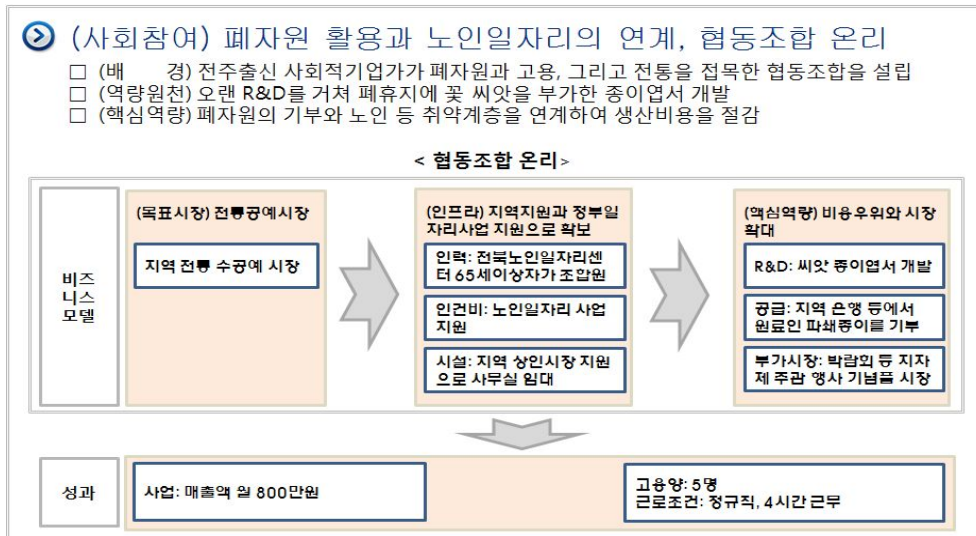 (사회참여) 폐자원 활용과 노인일자리의 연계, 협동조합 온리
□ (배 경) 전주출신 사회적기업가가 폐자원과 고용, 그리고 전통을 접목한 협동조합을 설립
□ (역량원천) 오랜 R&D를 거쳐 폐휴지에 꽃 씨앗을 부가한 종이엽서 개발
□ (핵심역량) 폐자원의 기부와 노인 등 취약계층을 연계하여 생산비용을 절감
< 협동조합 온리>
비즈
니스
모델
(목표시장) 전통공예시장
지역 전통 수공예 시장
(인프라) 지역지원과 정부일
자리사업 지원으로 확보
인력: 전북노인일자리센
터 65세이상자가 조합원
인건비: 노인일자리 사업
지원
시설: 지역 상인시장 지원
으로 사무실 임대
(핵심역량) 비용우위와 시장
확대
R&D: 씨앗 종이엽서 개발
공급: 지역 은행 등에서
원료인 파쇄종이를 기부
부가시장: 박람회 등 지자
체 주관 행사 기념품 시장
성과
사업: 매출액 월 800만원
고용양: 5명
근로조건: 정규직, 4시간 근무